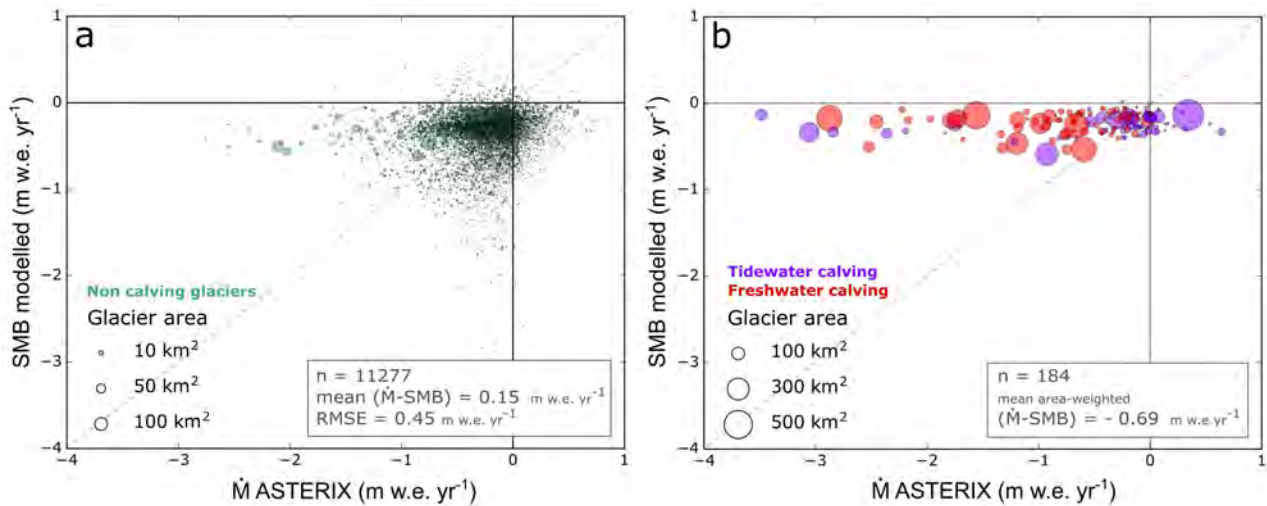 a
SMB modelled (m w.e. yr⁻¹)
1
0
−1
−2
−3
−4
Non calving glaciers
Glacier area
10 km²
50 km²
100 km²
n = 11277
mean (Ṁ-SMB) = 0.15 m w.e. yr⁻¹
RMSE = 0.45 m w.e. yr⁻¹
−4 −3 −2 −1 0 1
Ṁ ASTERIX (m w.e. yr⁻¹)
b
SMB modelled (m w.e. yr⁻¹)
1
0
−1
−2
−3
−4
Tidewater calving
Freshwater calving
Glacier area
100 km²
300 km²
500 km²
n = 184
mean area-weighted
(Ṁ-SMB) = - 0.69 m w.e. yr⁻¹
−4 −3 −2 −1 0 1
Ṁ ASTERIX (m w.e. yr⁻¹)